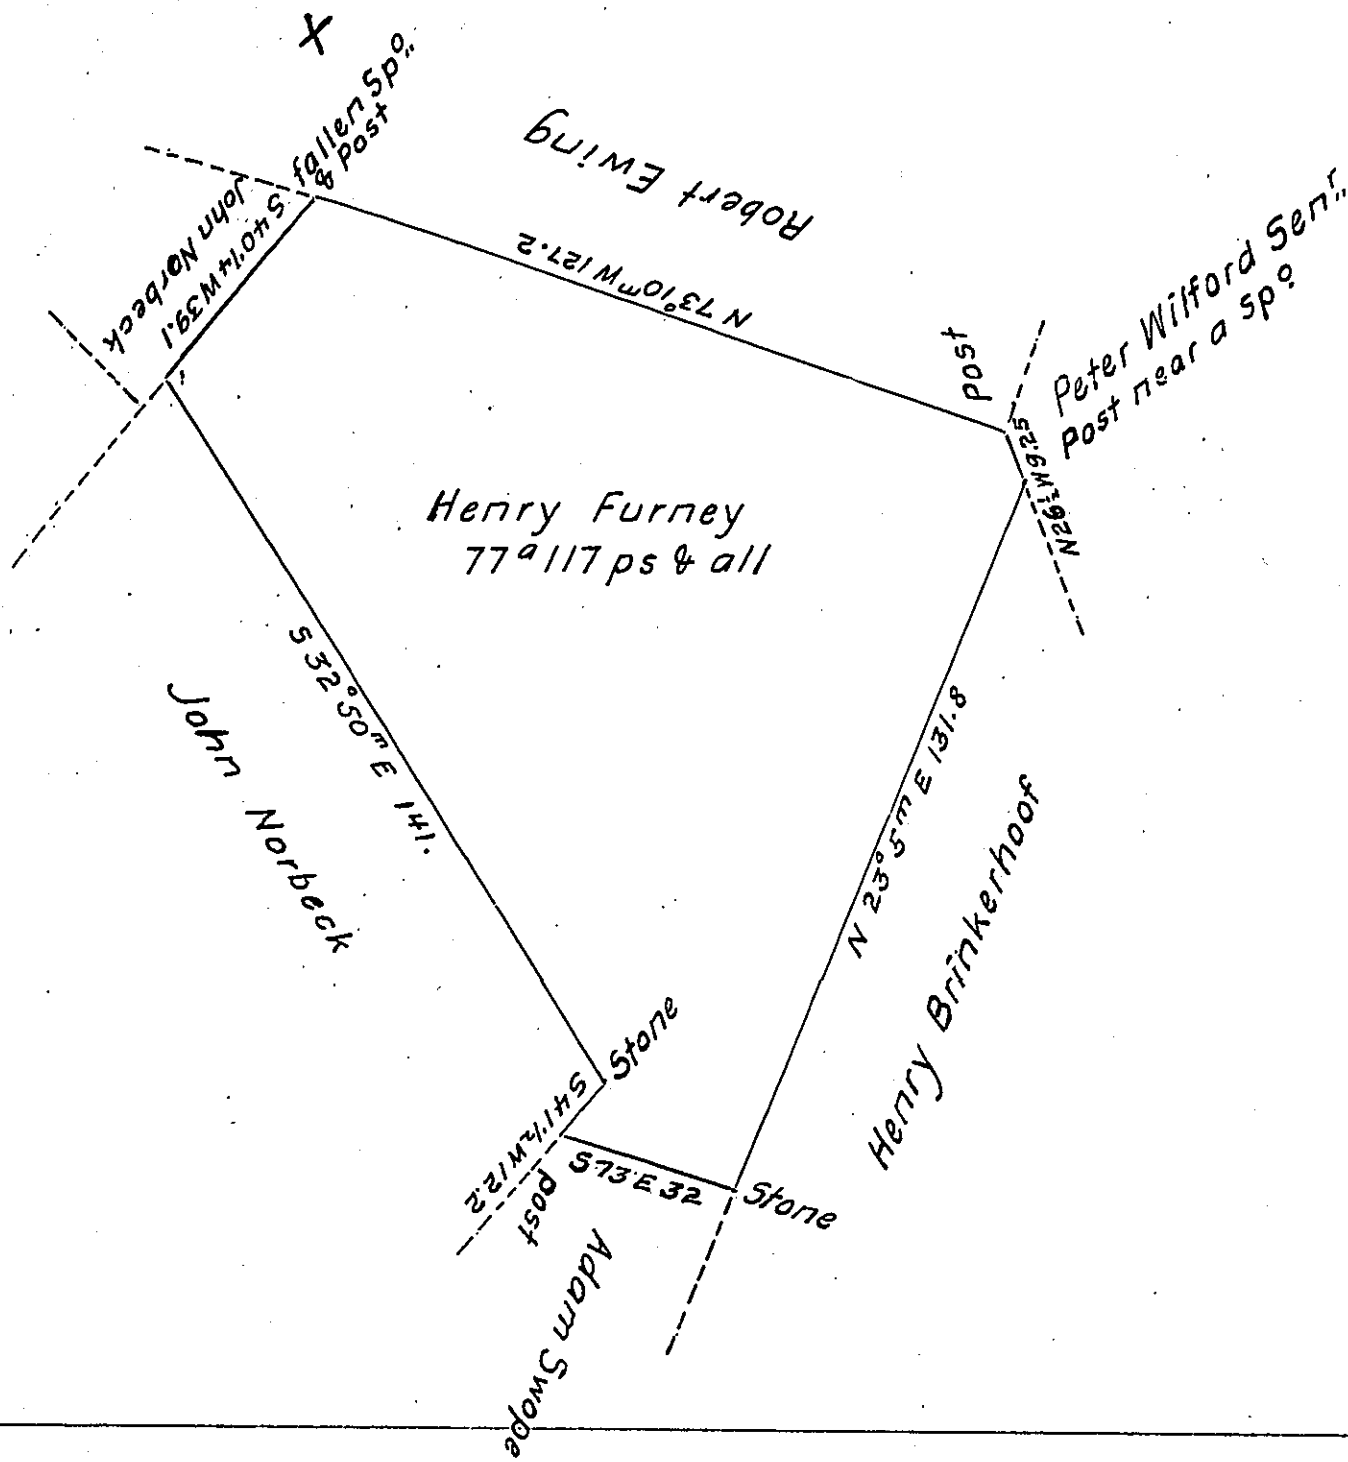 X
fallen Spº
& post
Robert Ewing
John Norbeck
S 40¼ W 39.1
N 73° 10ᵐ W 127.2
post
Peter Wilford Senʳ
post near a spº
N 26½ W 9.25
Henry Furney
77ª 117 ps & all
S 32° 50ᵐ E 141.
John Norbeck
N 23° 5ᵐ E 131.8
Henry Brinkerhoof
Stone
S 41½ W 12.2
post
S 73° E 32
Stone
Adam Swope